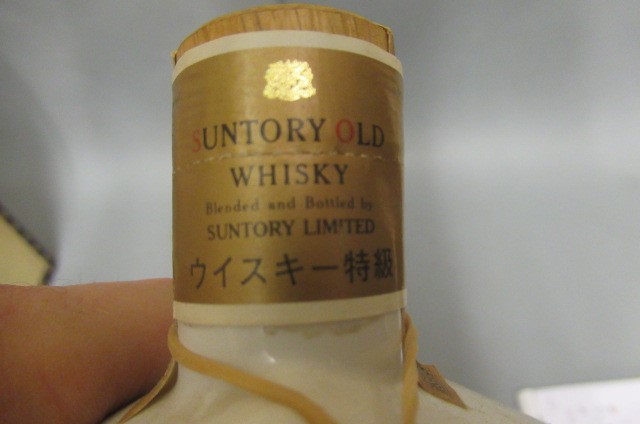 SUNTORY OLD
WHISKY
Blended and Bottled by
SUNTORY LIMITED
ウイスキー特級